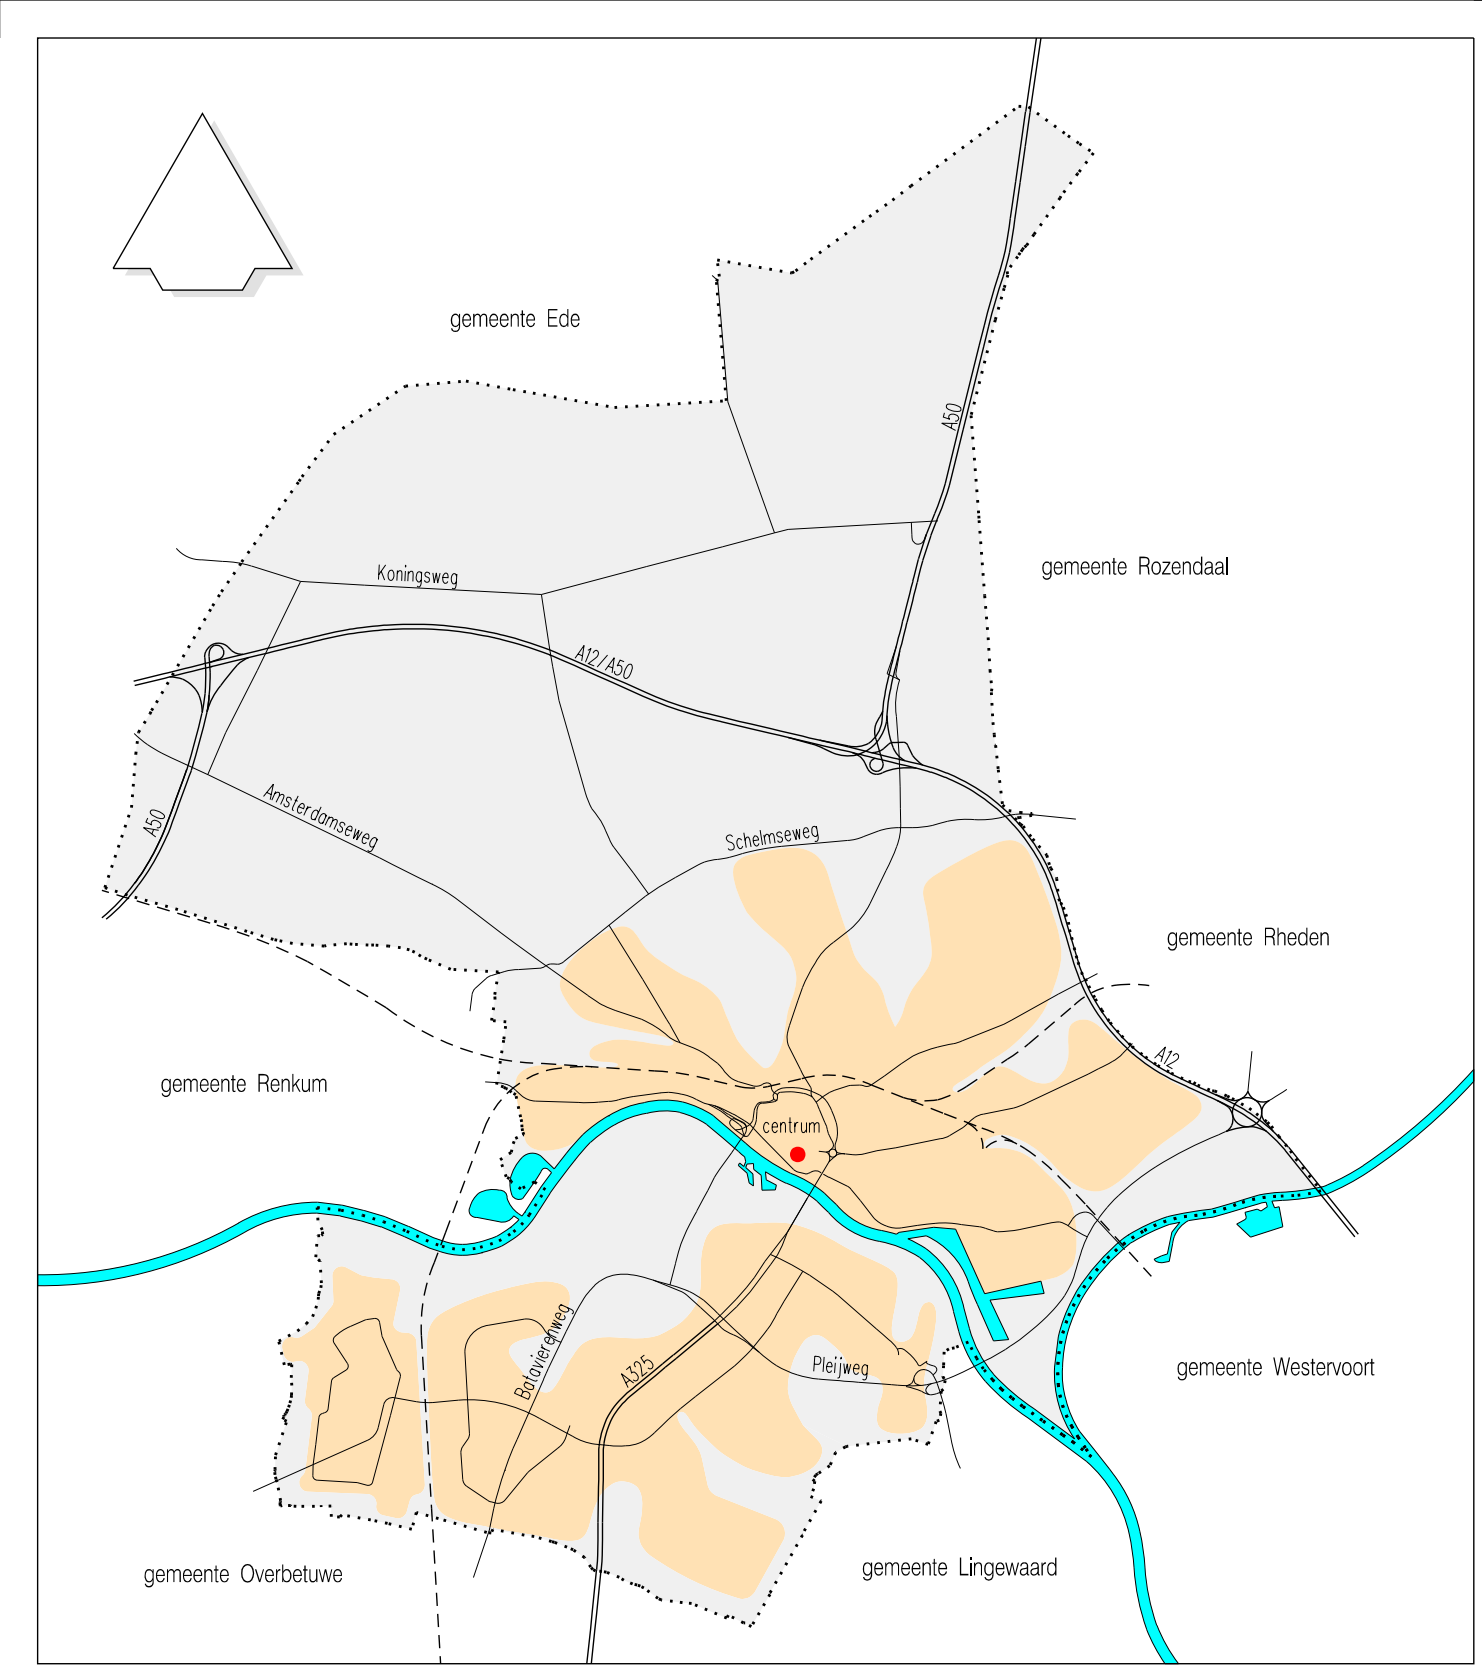 gemeente Ede
A50
gemeente Rozendaal
Koningsweg
A12/A50
Amsterdamseweg
A50
Schelmseweg
gemeente Rheden
A12
gemeente Renkum
centrum
Batavierenweg
A325
Pleijweg
gemeente Westervoort
gemeente Overbetuwe
gemeente Lingewaard